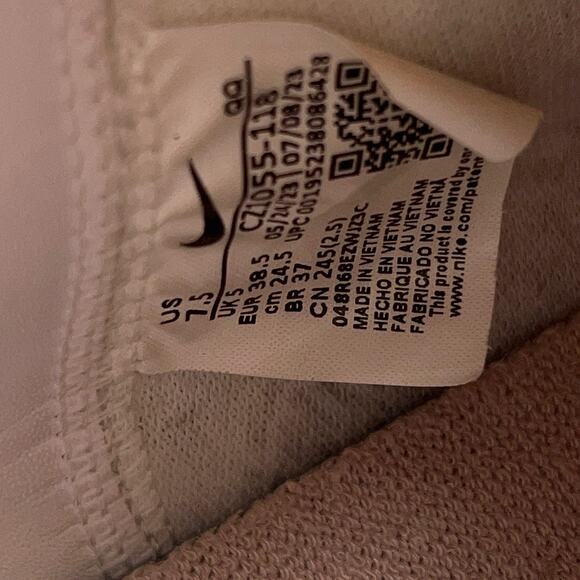 QQ
US
7.5
CZ1055-118
UK 5
05/24/23 | 07/08/23
EUR 38.5
UPC 00195238086428
cm 24.5
BR 37
CN 245(2.5)
048R68EZWJZ3C
MADE IN VIETNAM
HECHO EN VIETNAM
FABRIQUE AU VIETNAM
FABRICADO NO VIETNÃ
This product is covered by
www.nike.com/paten